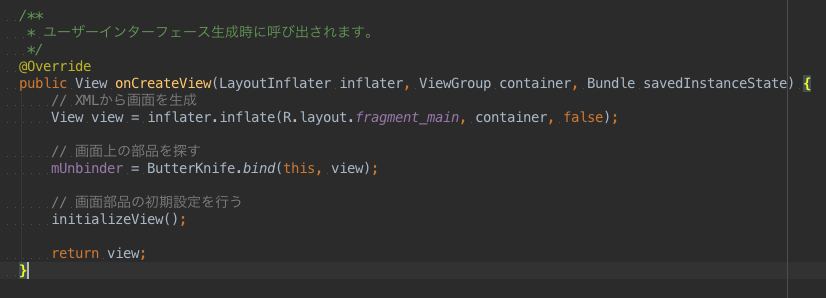 /**
* ユーザーインターフェース生成時に呼び出されます。
*/
@Override
public View onCreateView(LayoutInflater inflater, ViewGroup container, Bundle savedInstanceState) {
// XMLから画面を生成
View view = inflater.inflate(R.layout.fragment_main, container, false);
// 画面上の部品を探す
mUnbinder = ButterKnife.bind(this, view);
// 画面部品の初期設定を行う
initializeView();
return view;
}